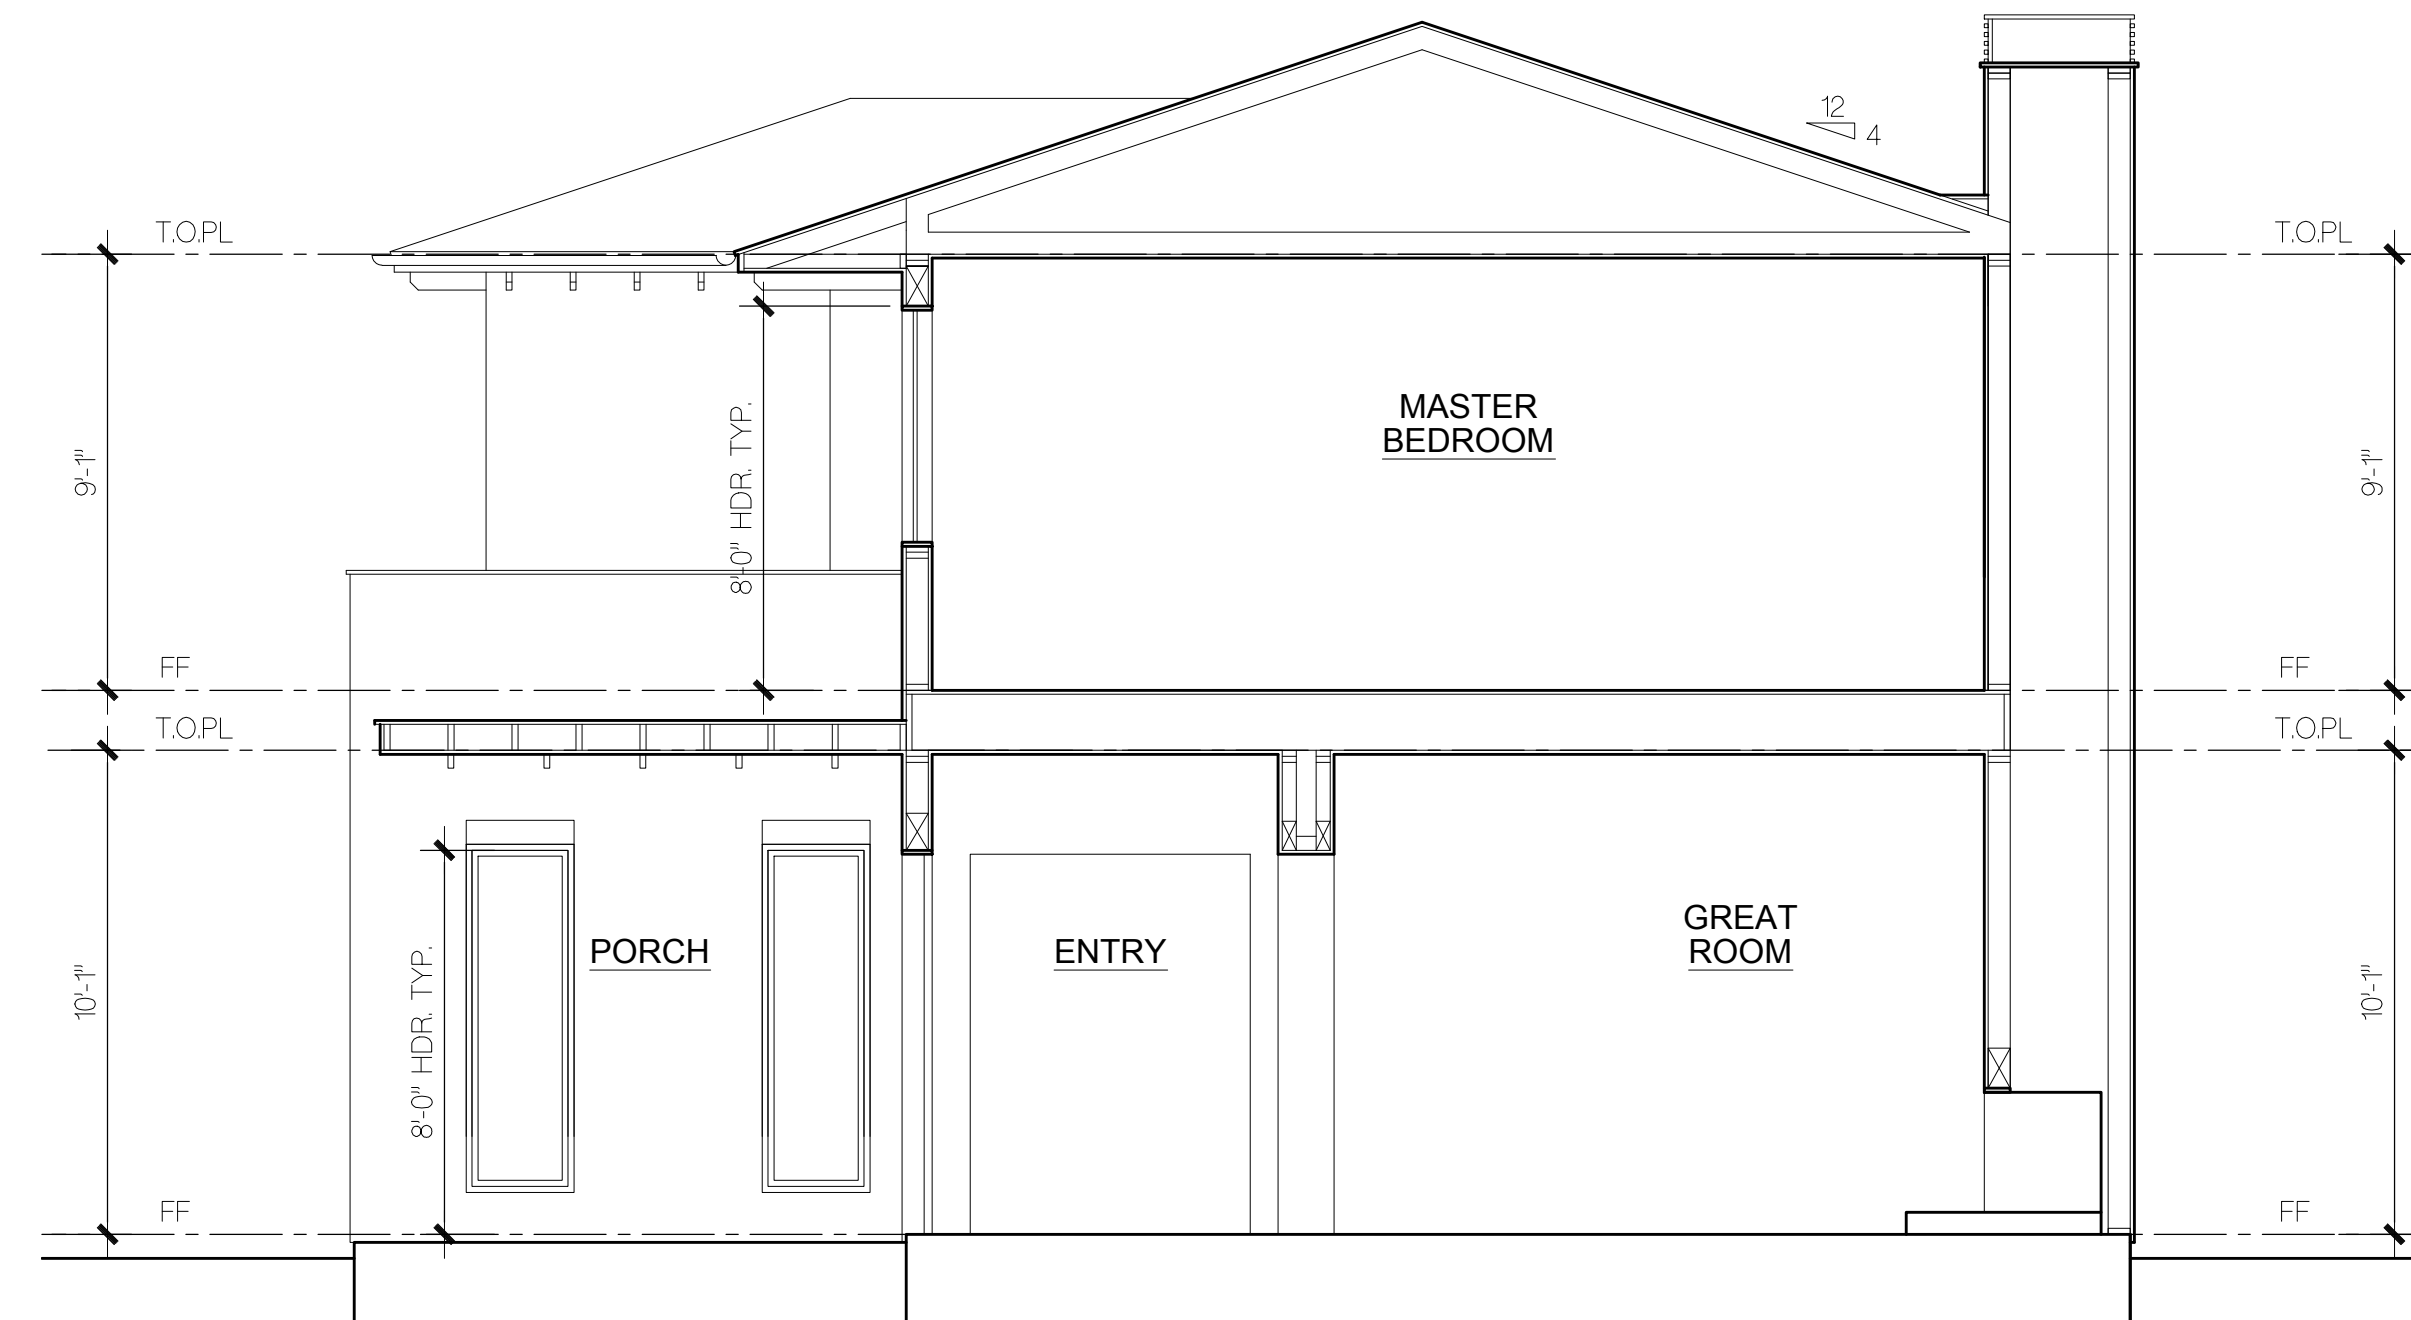 12
4
T.O.PL
T.O.PL
9'-1"
8'-0" HDR. TYP.
MASTER
BEDROOM
9'-1"
FF
FF
T.O.PL
T.O.PL
10'-1"
8'-0" HDR. TYP.
PORCH
ENTRY
GREAT
ROOM
10'-1"
FF
FF